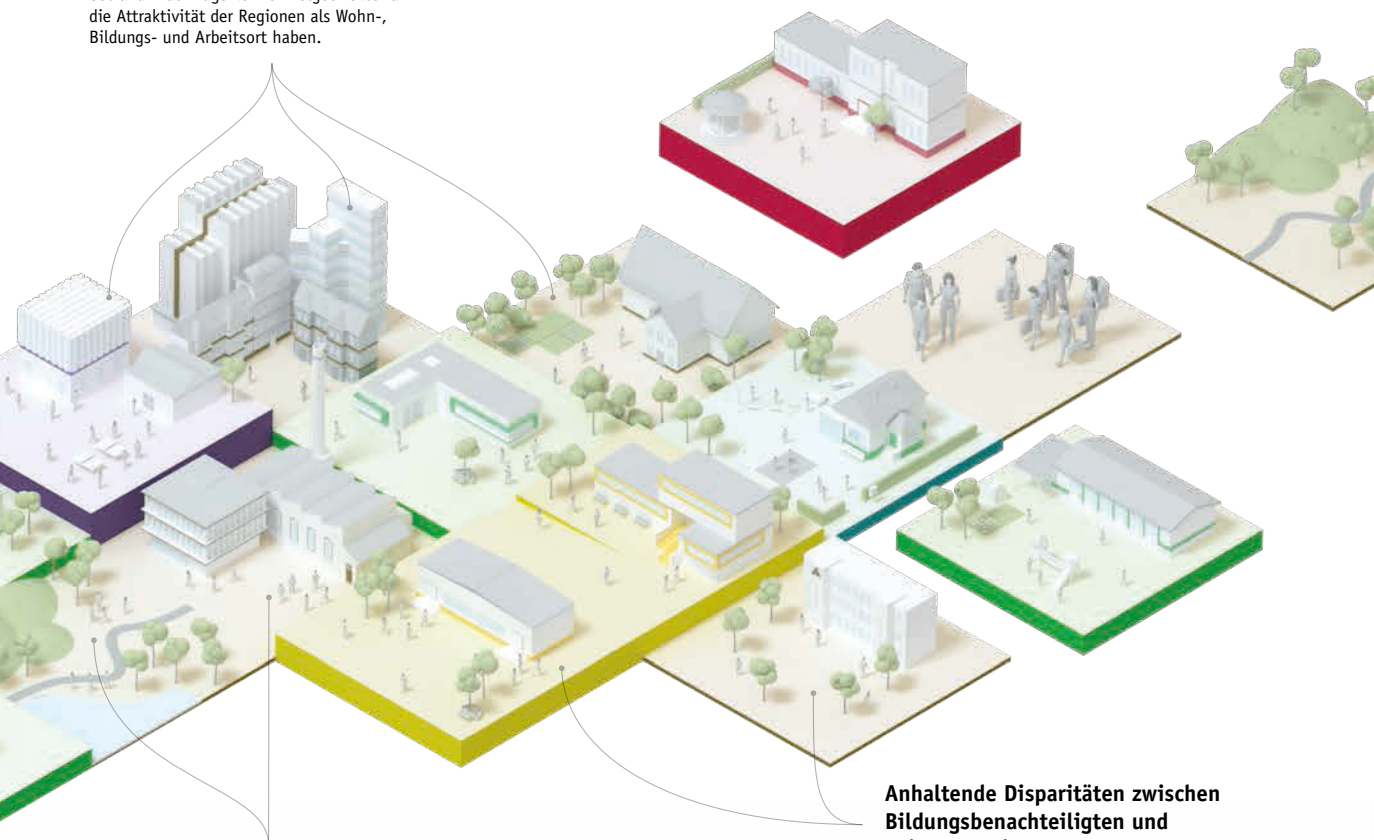 die Attraktivität der Regionen als Wohn-,
Bildungs- und Arbeitsort haben.
Anhaltende Disparitäten zwischen
Bildungsbenachteiligten und